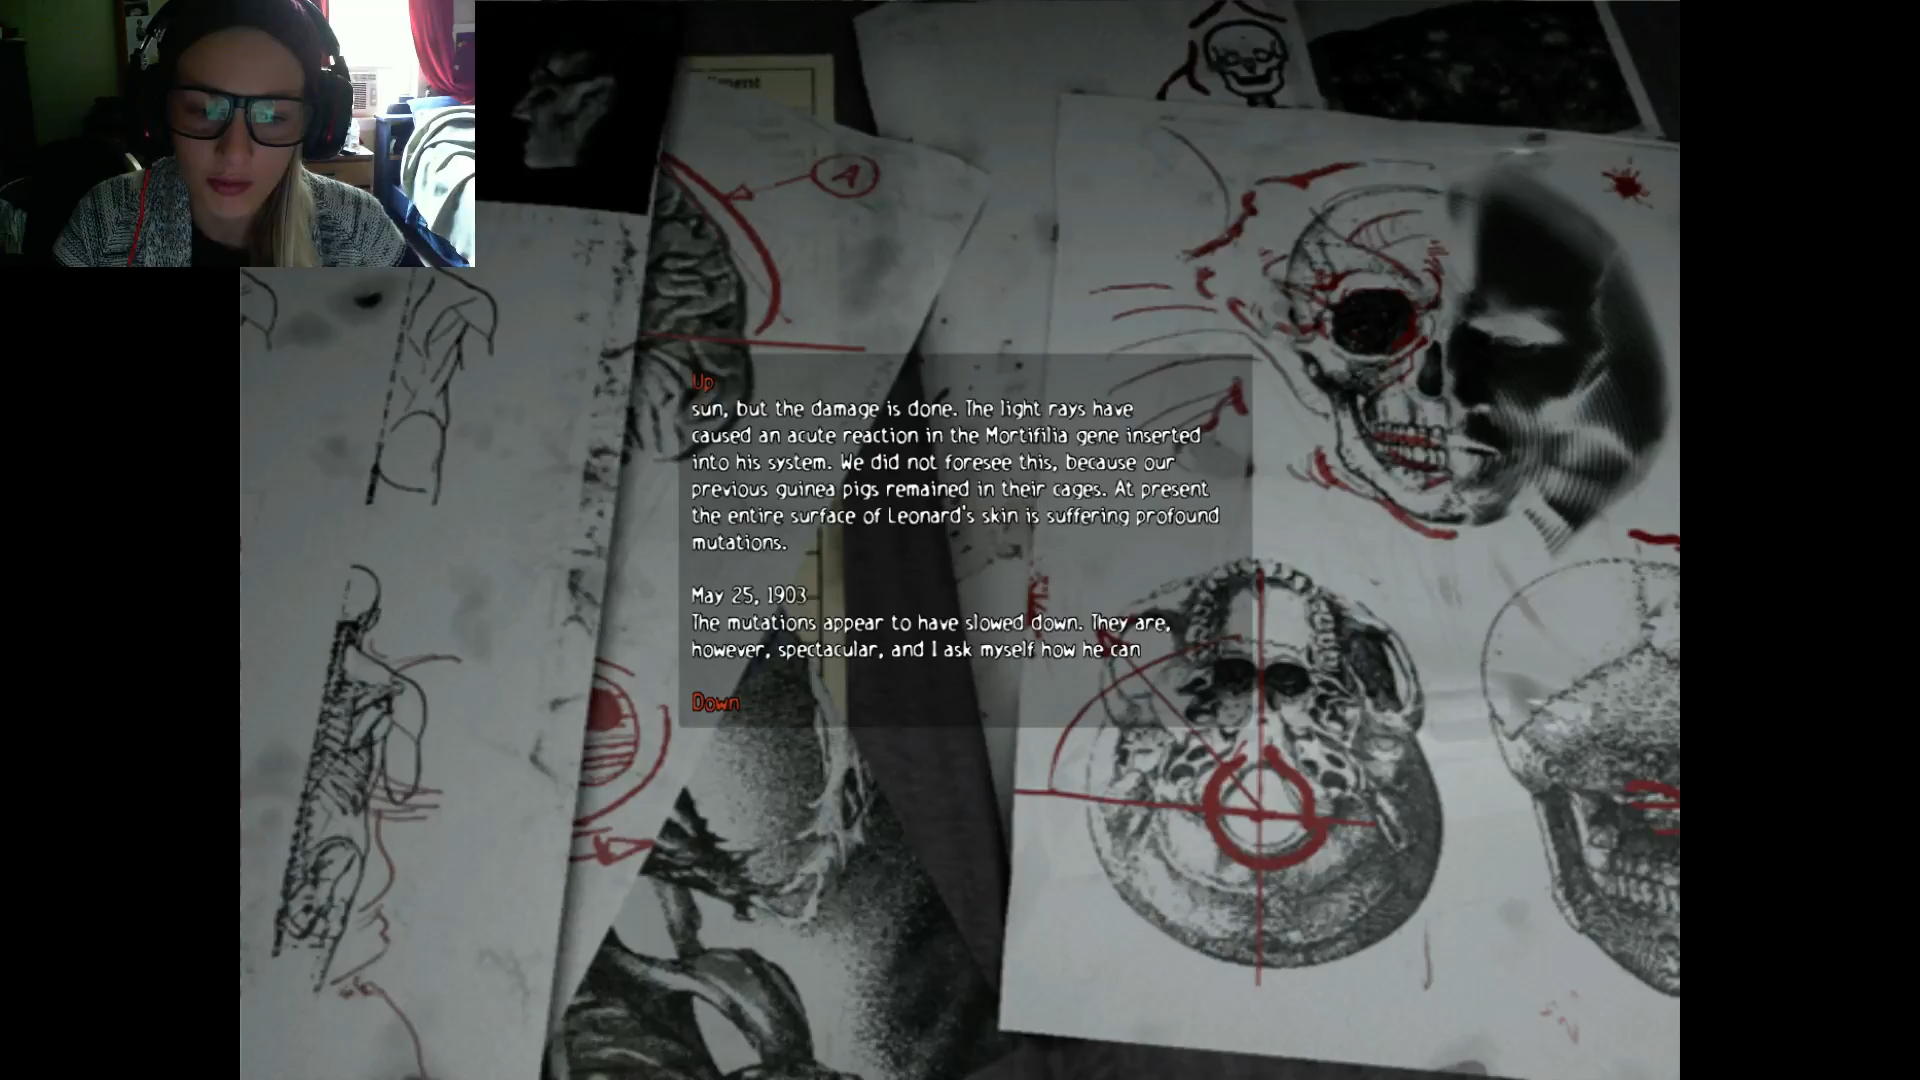 "ment
A
Up
sun, but the damage is done. The light rays have
caused an acute reaction in the Mortifilia gene inserted
into his system. We did not foresee this, because our
previous guinea pigs remained in their cages. At present
the entire surface of Leonard's skin is suffering profound
mutations.
May 25, 1903
The mutations appear to have slowed down. They are,
however, spectacular, and I ask myself how he can
Down